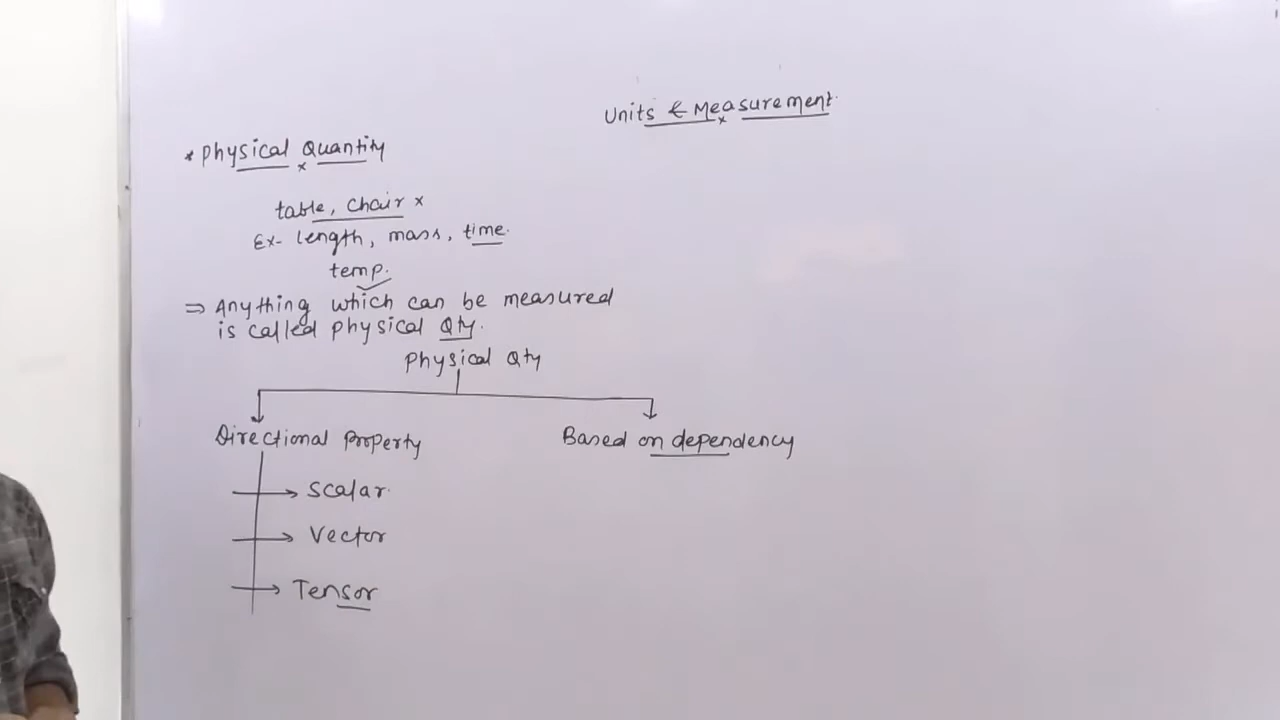 Units & Measurement.
* Physical Quantity
table, chair ×
Ex- length, mass, time.
temp.
⇒ Anything which can be measured
is called physical Qty.
Physical Qty
Directional Property
Based on dependency
→ Scalar.
→ Vector
→ Tensor